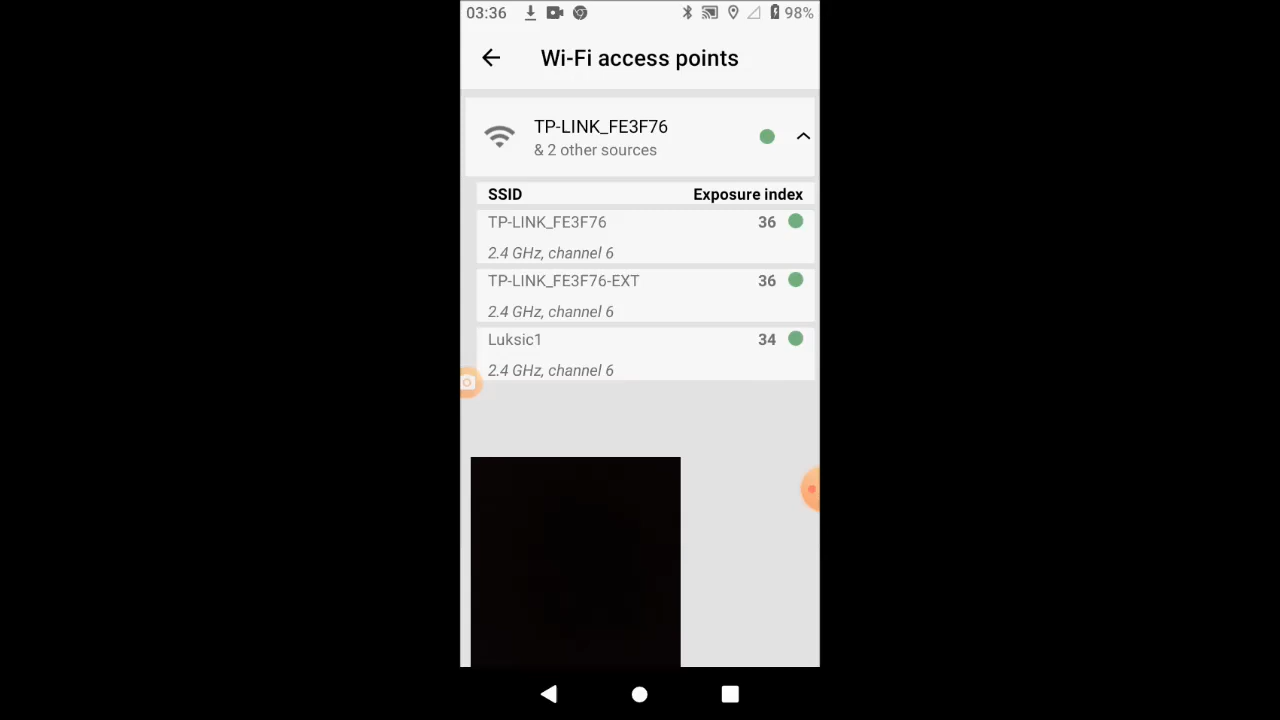 03:36 98%
Wi-Fi access points
TP-LINK_FE3F76
& 2 other sources
SSID Exposure index
TP-LINK_FE3F76 36
2.4 GHz, channel 6
TP-LINK_FE3F76-EXT 36
2.4 GHz, channel 6
Luksic1 34
2.4 GHz, channel 6